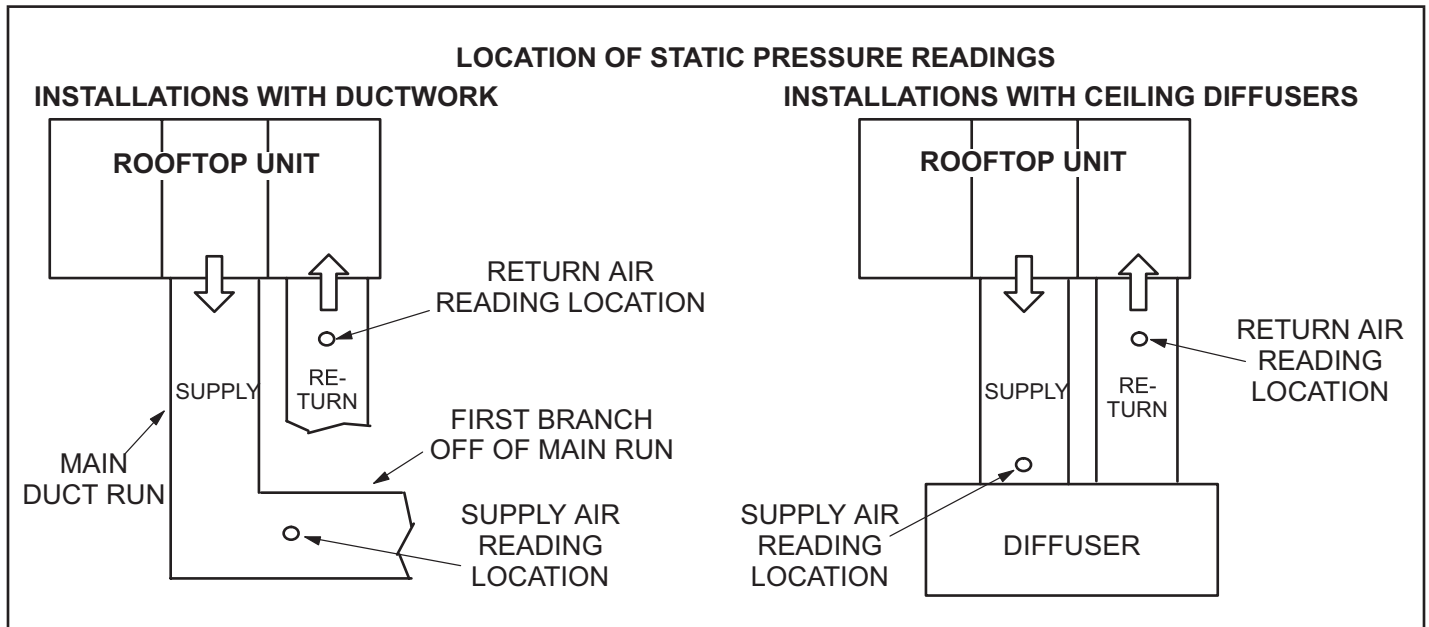 LOCATION OF STATIC PRESSURE READINGS
INSTALLATIONS WITH DUCTWORK
ROOFTOP UNIT
RETURN AIR
READING LOCATION
SUPPLY
RE-
TURN
FIRST BRANCH
OFF OF MAIN RUN
MAIN
DUCT RUN
SUPPLY AIR
READING
LOCATION
INSTALLATIONS WITH CEILING DIFFUSERS
ROOFTOP UNIT
RETURN AIR
READING
LOCATION
SUPPLY
RE-
TURN
SUPPLY AIR
READING
LOCATION
DIFFUSER